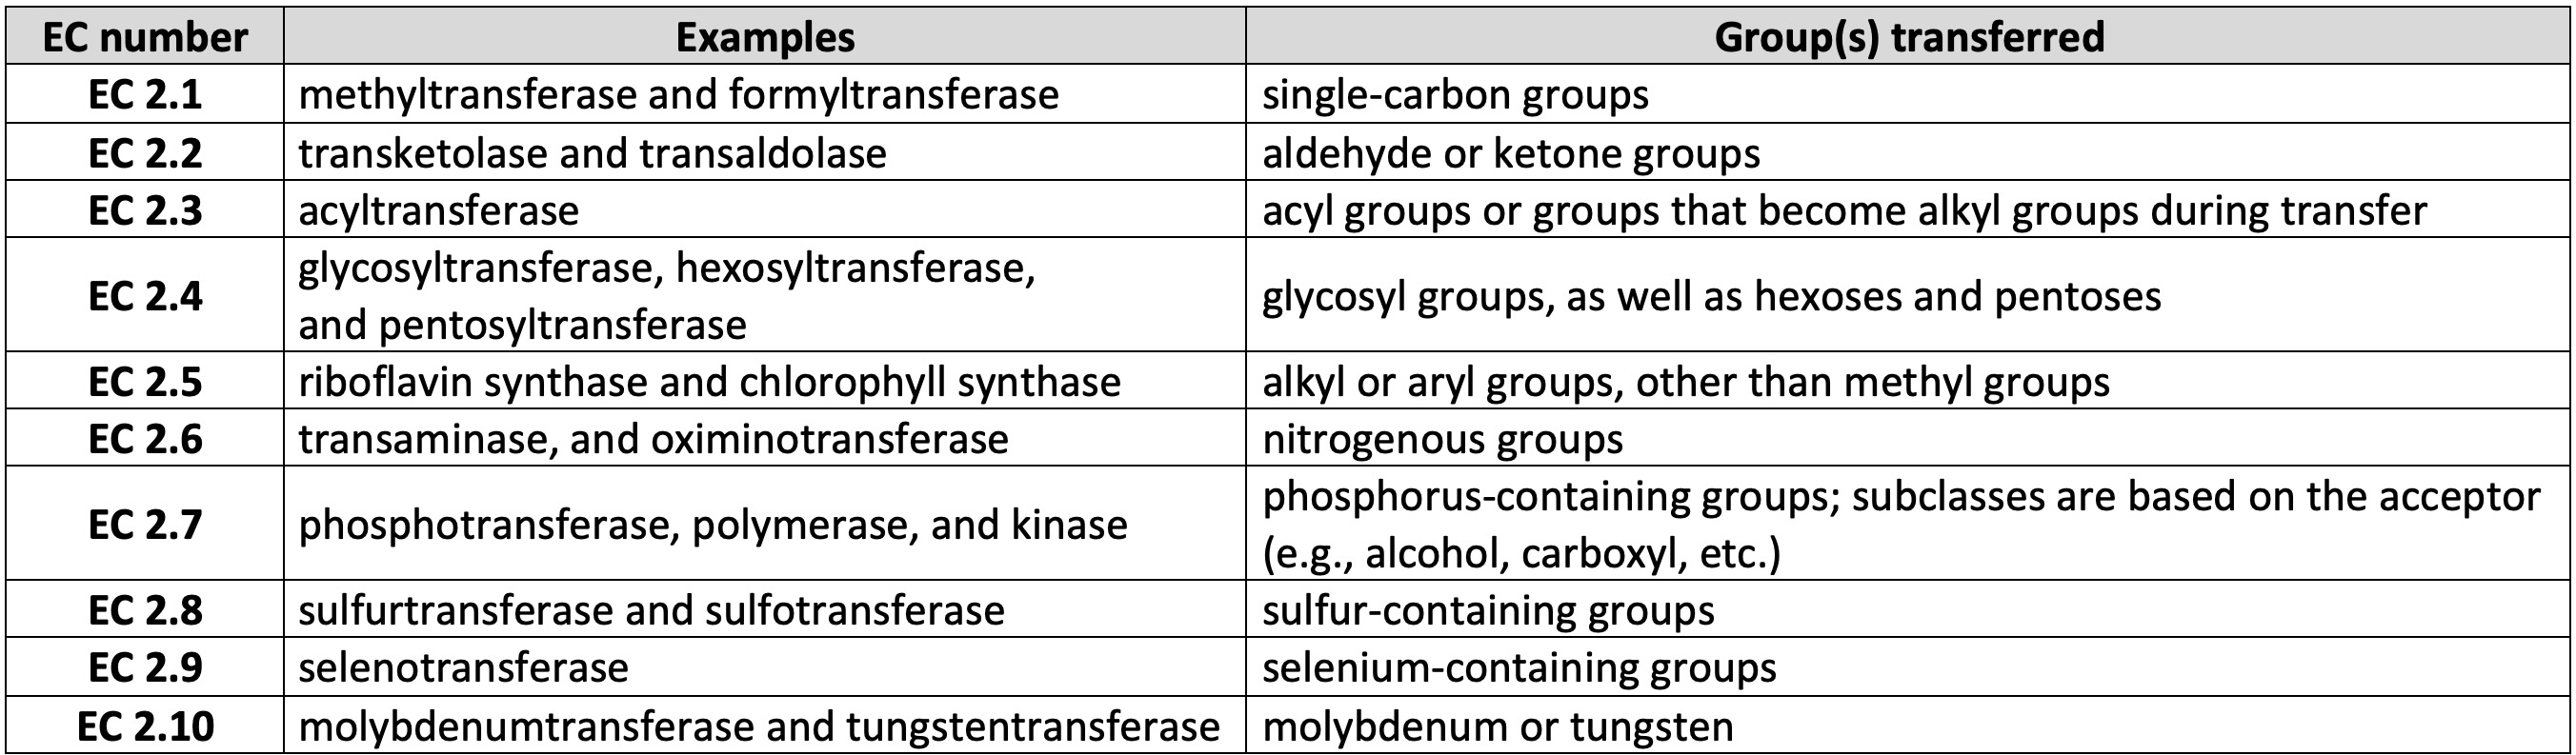 EC number Examples Group(s) transferred
EC 2.1 methyltransferase and formyltransferase single-carbon groups
EC 2.2 transketolase and transaldolase aldehyde or ketone groups
EC 2.3 acyltransferase acyl groups or groups that become alkyl groups during transfer
EC 2.4 glycosyltransferase, hexosyltransferase,
and pentosyltransferase glycosyl groups, as well as hexoses and pentoses
EC 2.5 riboflavin synthase and chlorophyll synthase alkyl or aryl groups, other than methyl groups
EC 2.6 transaminase, and oximinotransferase nitrogenous groups
EC 2.7 phosphotransferase, polymerase, and kinase phosphorus-containing groups; subclasses are based on the acceptor
(e.g., alcohol, carboxyl, etc.)
EC 2.8 sulfurtransferase and sulfotransferase sulfur-containing groups
EC 2.9 selenotransferase selenium-containing groups
EC 2.10 molybdenumtransferase and tungstentransferase molybdenum or tungsten